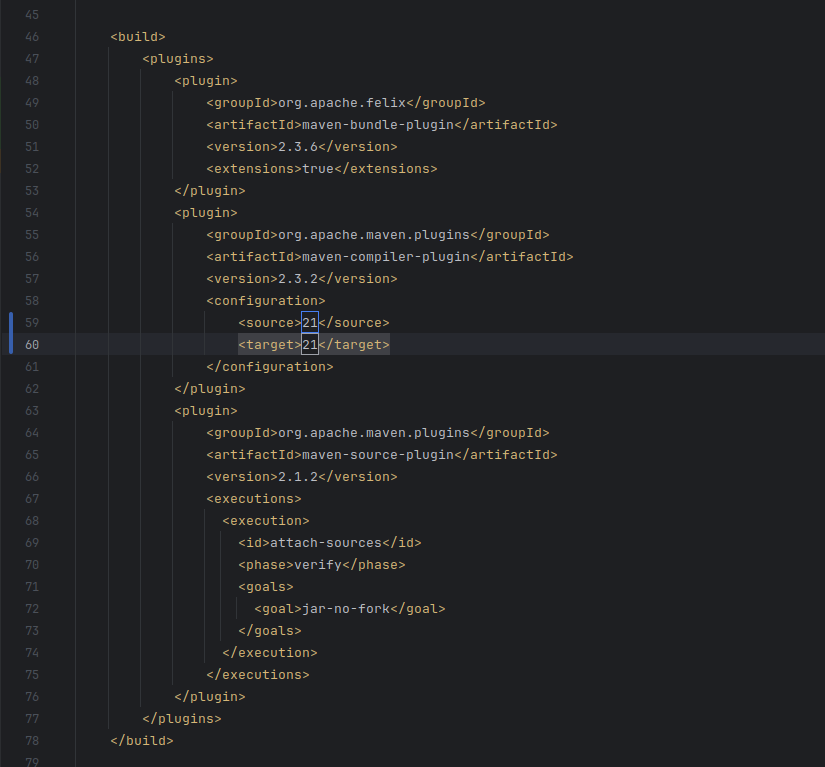 45
46 <build>
47 <plugins>
48 <plugin>
49 <groupId>org.apache.felix</groupId>
50 <artifactId>maven-bundle-plugin</artifactId>
51 <version>2.3.6</version>
52 <extensions>true</extensions>
53 </plugin>
54 <plugin>
55 <groupId>org.apache.maven.plugins</groupId>
56 <artifactId>maven-compiler-plugin</artifactId>
57 <version>2.3.2</version>
58 <configuration>
59 <source>21</source>
60 <target>21</target>
61 </configuration>
62 </plugin>
63 <plugin>
64 <groupId>org.apache.maven.plugins</groupId>
65 <artifactId>maven-source-plugin</artifactId>
66 <version>2.1.2</version>
67 <executions>
68 <execution>
69 <id>attach-sources</id>
70 <phase>verify</phase>
71 <goals>
72 <goal>jar-no-fork</goal>
73 </goals>
74 </execution>
75 </executions>
76 </plugin>
77 </plugins>
78 </build>
79